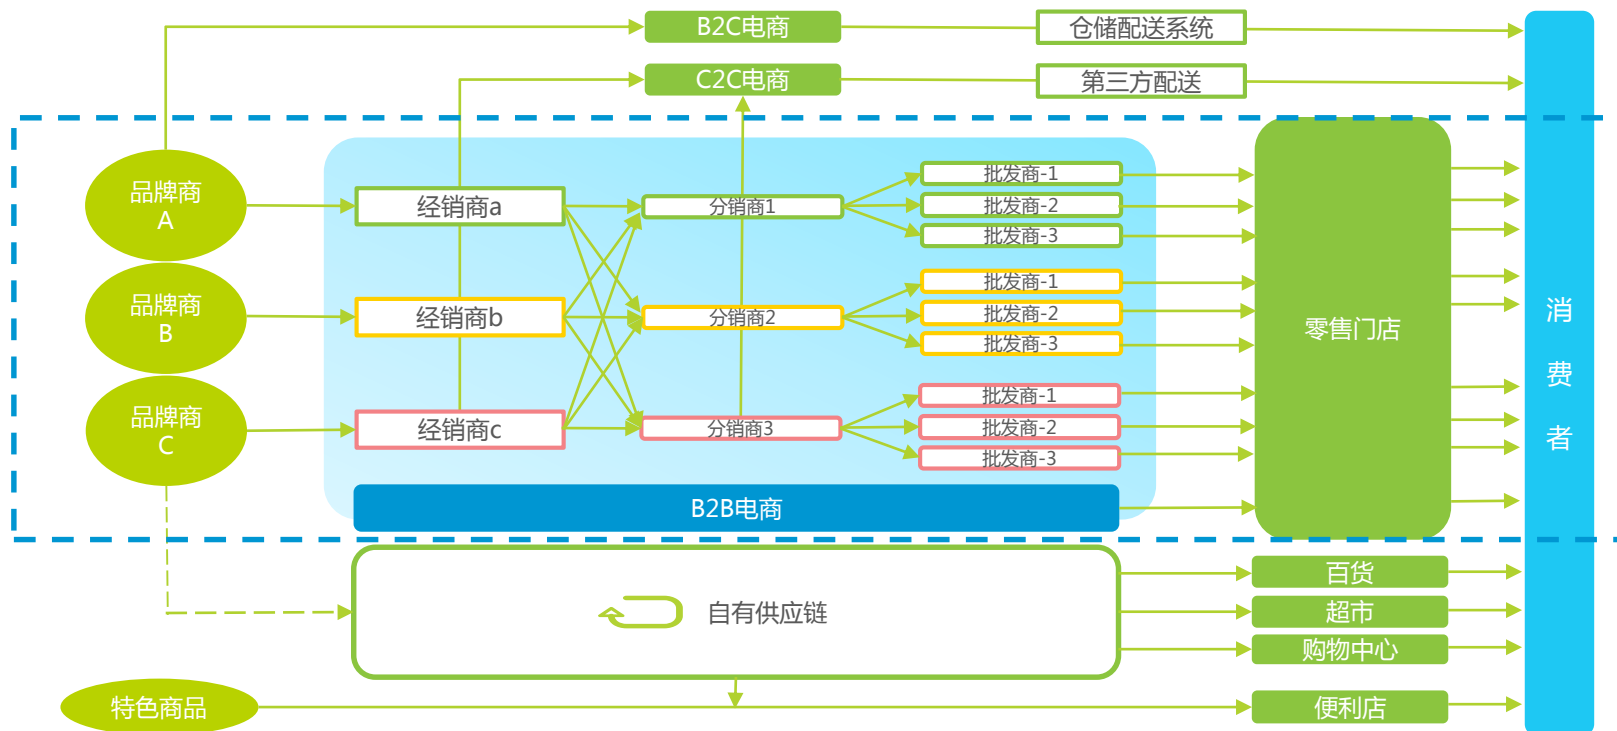 B2C电商
仓储配送系统
C2C电商
第三方配送
品牌商
A
经销商a
分销商1
批发商-1
批发商-2
批发商-3
品牌商
B
经销商b
分销商2
批发商-1
批发商-2
批发商-3
品牌商
C
经销商c
分销商3
批发商-1
批发商-2
批发商-3
B2B电商
零售门店
消
费
者
自有供应链
百货
超市
购物中心
特色商品
便利店